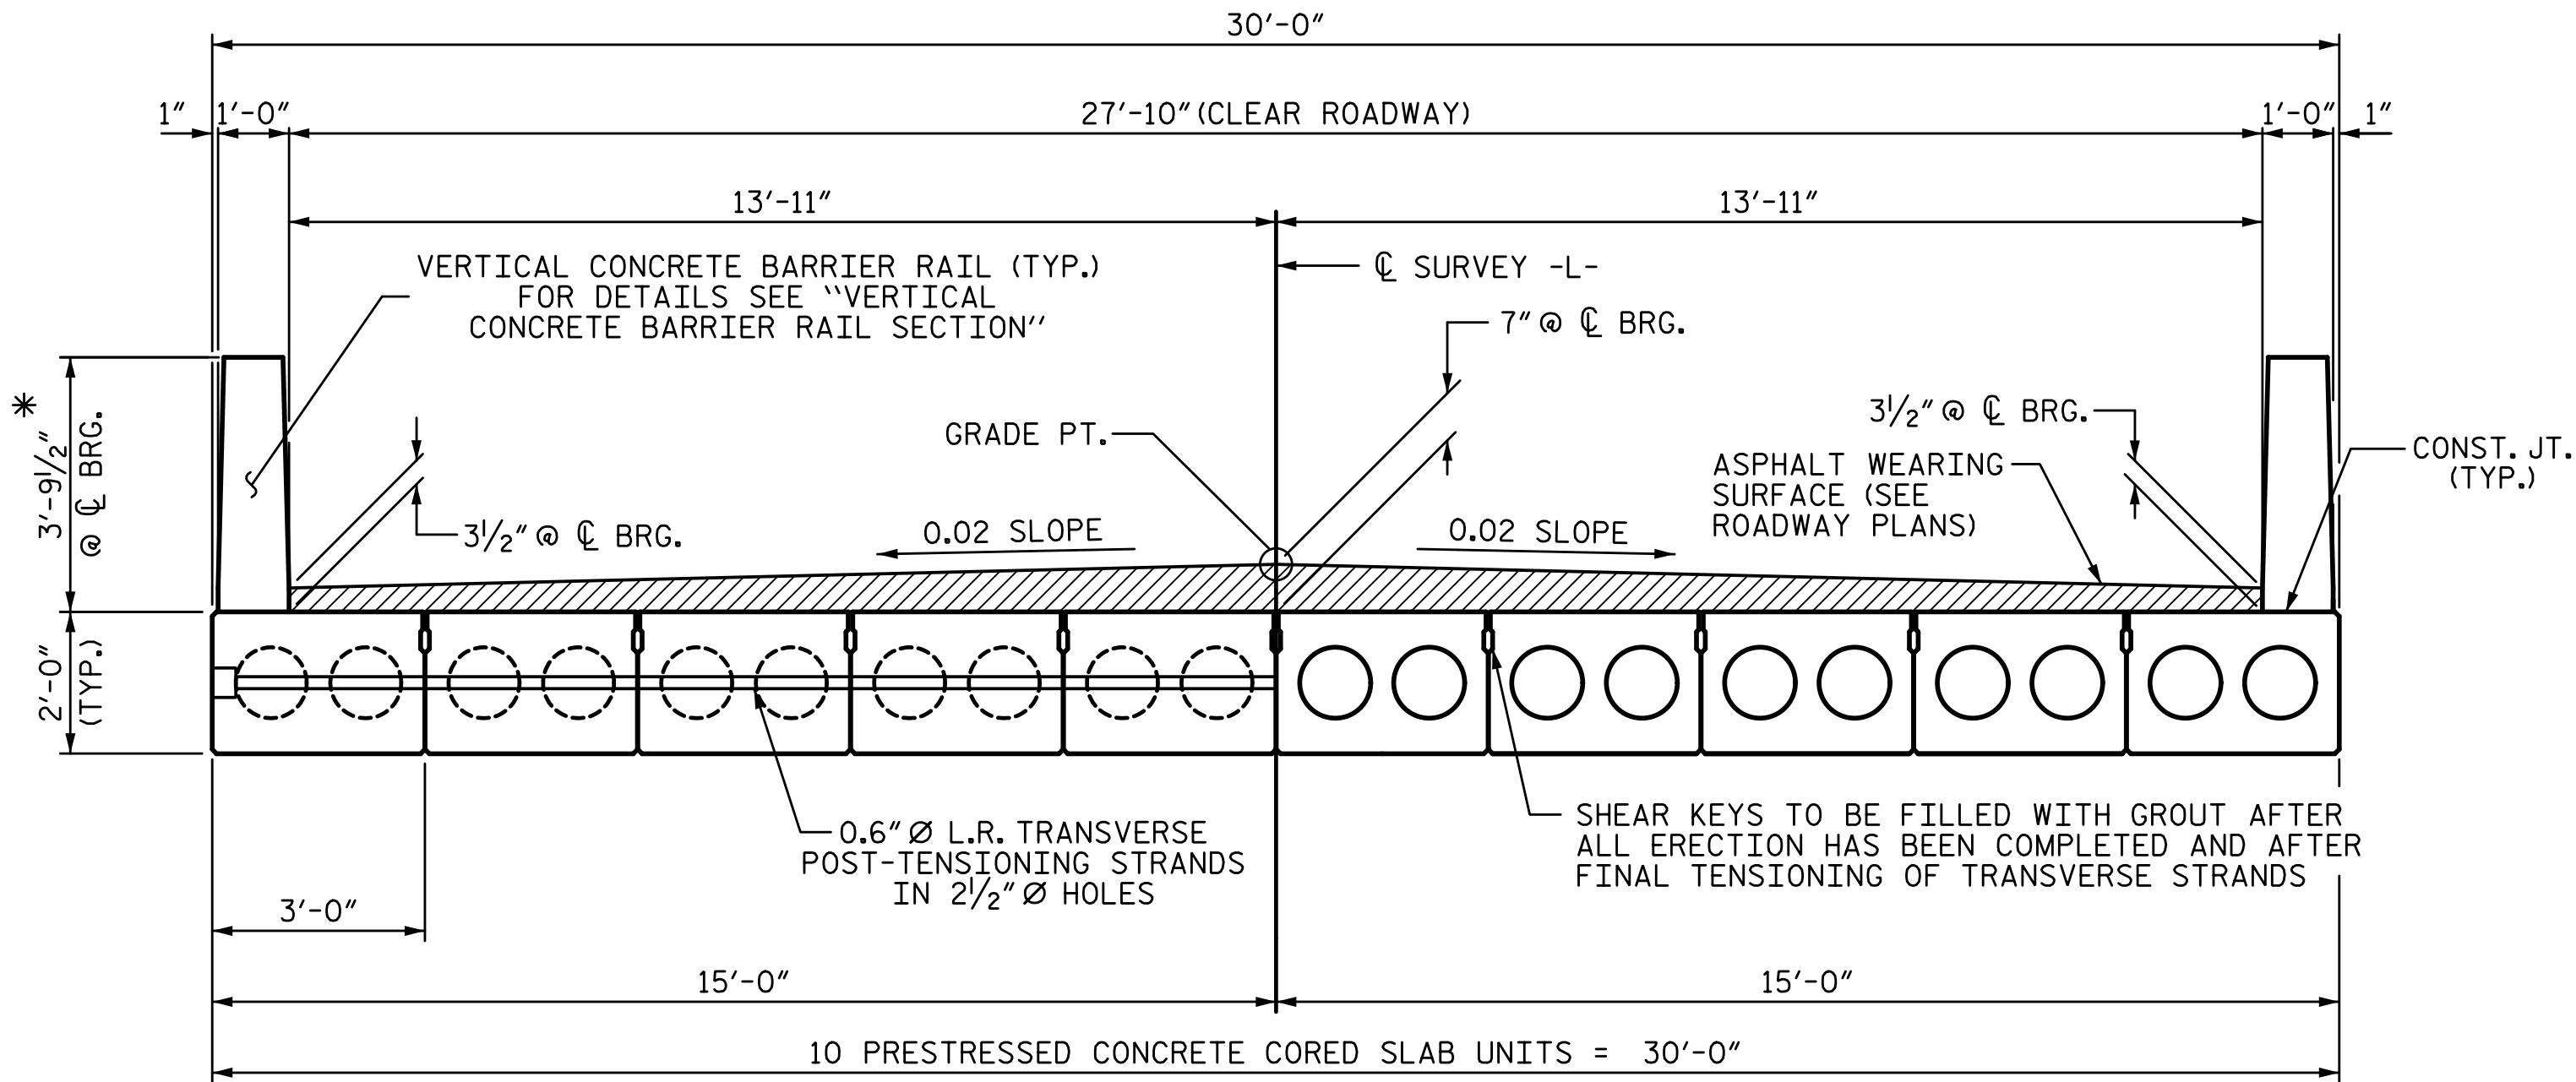 30'-0"
1" 1'-0" 27'-10" (CLEAR ROADWAY) 1'-0" 1"
13'-11" 13'-11"
VERTICAL CONCRETE BARRIER RAIL (TYP.)
FOR DETAILS SEE "VERTICAL
CONCRETE BARRIER RAIL SECTION"
℄ SURVEY -L-
7" @ ℄ BRG.
*
3'-9½"
@ ℄ BRG.
GRADE PT.
3½" @ ℄ BRG.
CONST. JT.
(TYP.)
ASPHALT WEARING
SURFACE (SEE
ROADWAY PLANS)
3½" @ ℄ BRG.
0.02 SLOPE
0.02 SLOPE
2'-0"
(TYP.)
0.6" Ø L.R. TRANSVERSE
POST-TENSIONING STRANDS
IN 2½" Ø HOLES
SHEAR KEYS TO BE FILLED WITH GROUT AFTER
ALL ERECTION HAS BEEN COMPLETED AND AFTER
FINAL TENSIONING OF TRANSVERSE STRANDS
3'-0"
15'-0" 15'-0"
10 PRESTRESSED CONCRETE CORED SLAB UNITS = 30'-0"